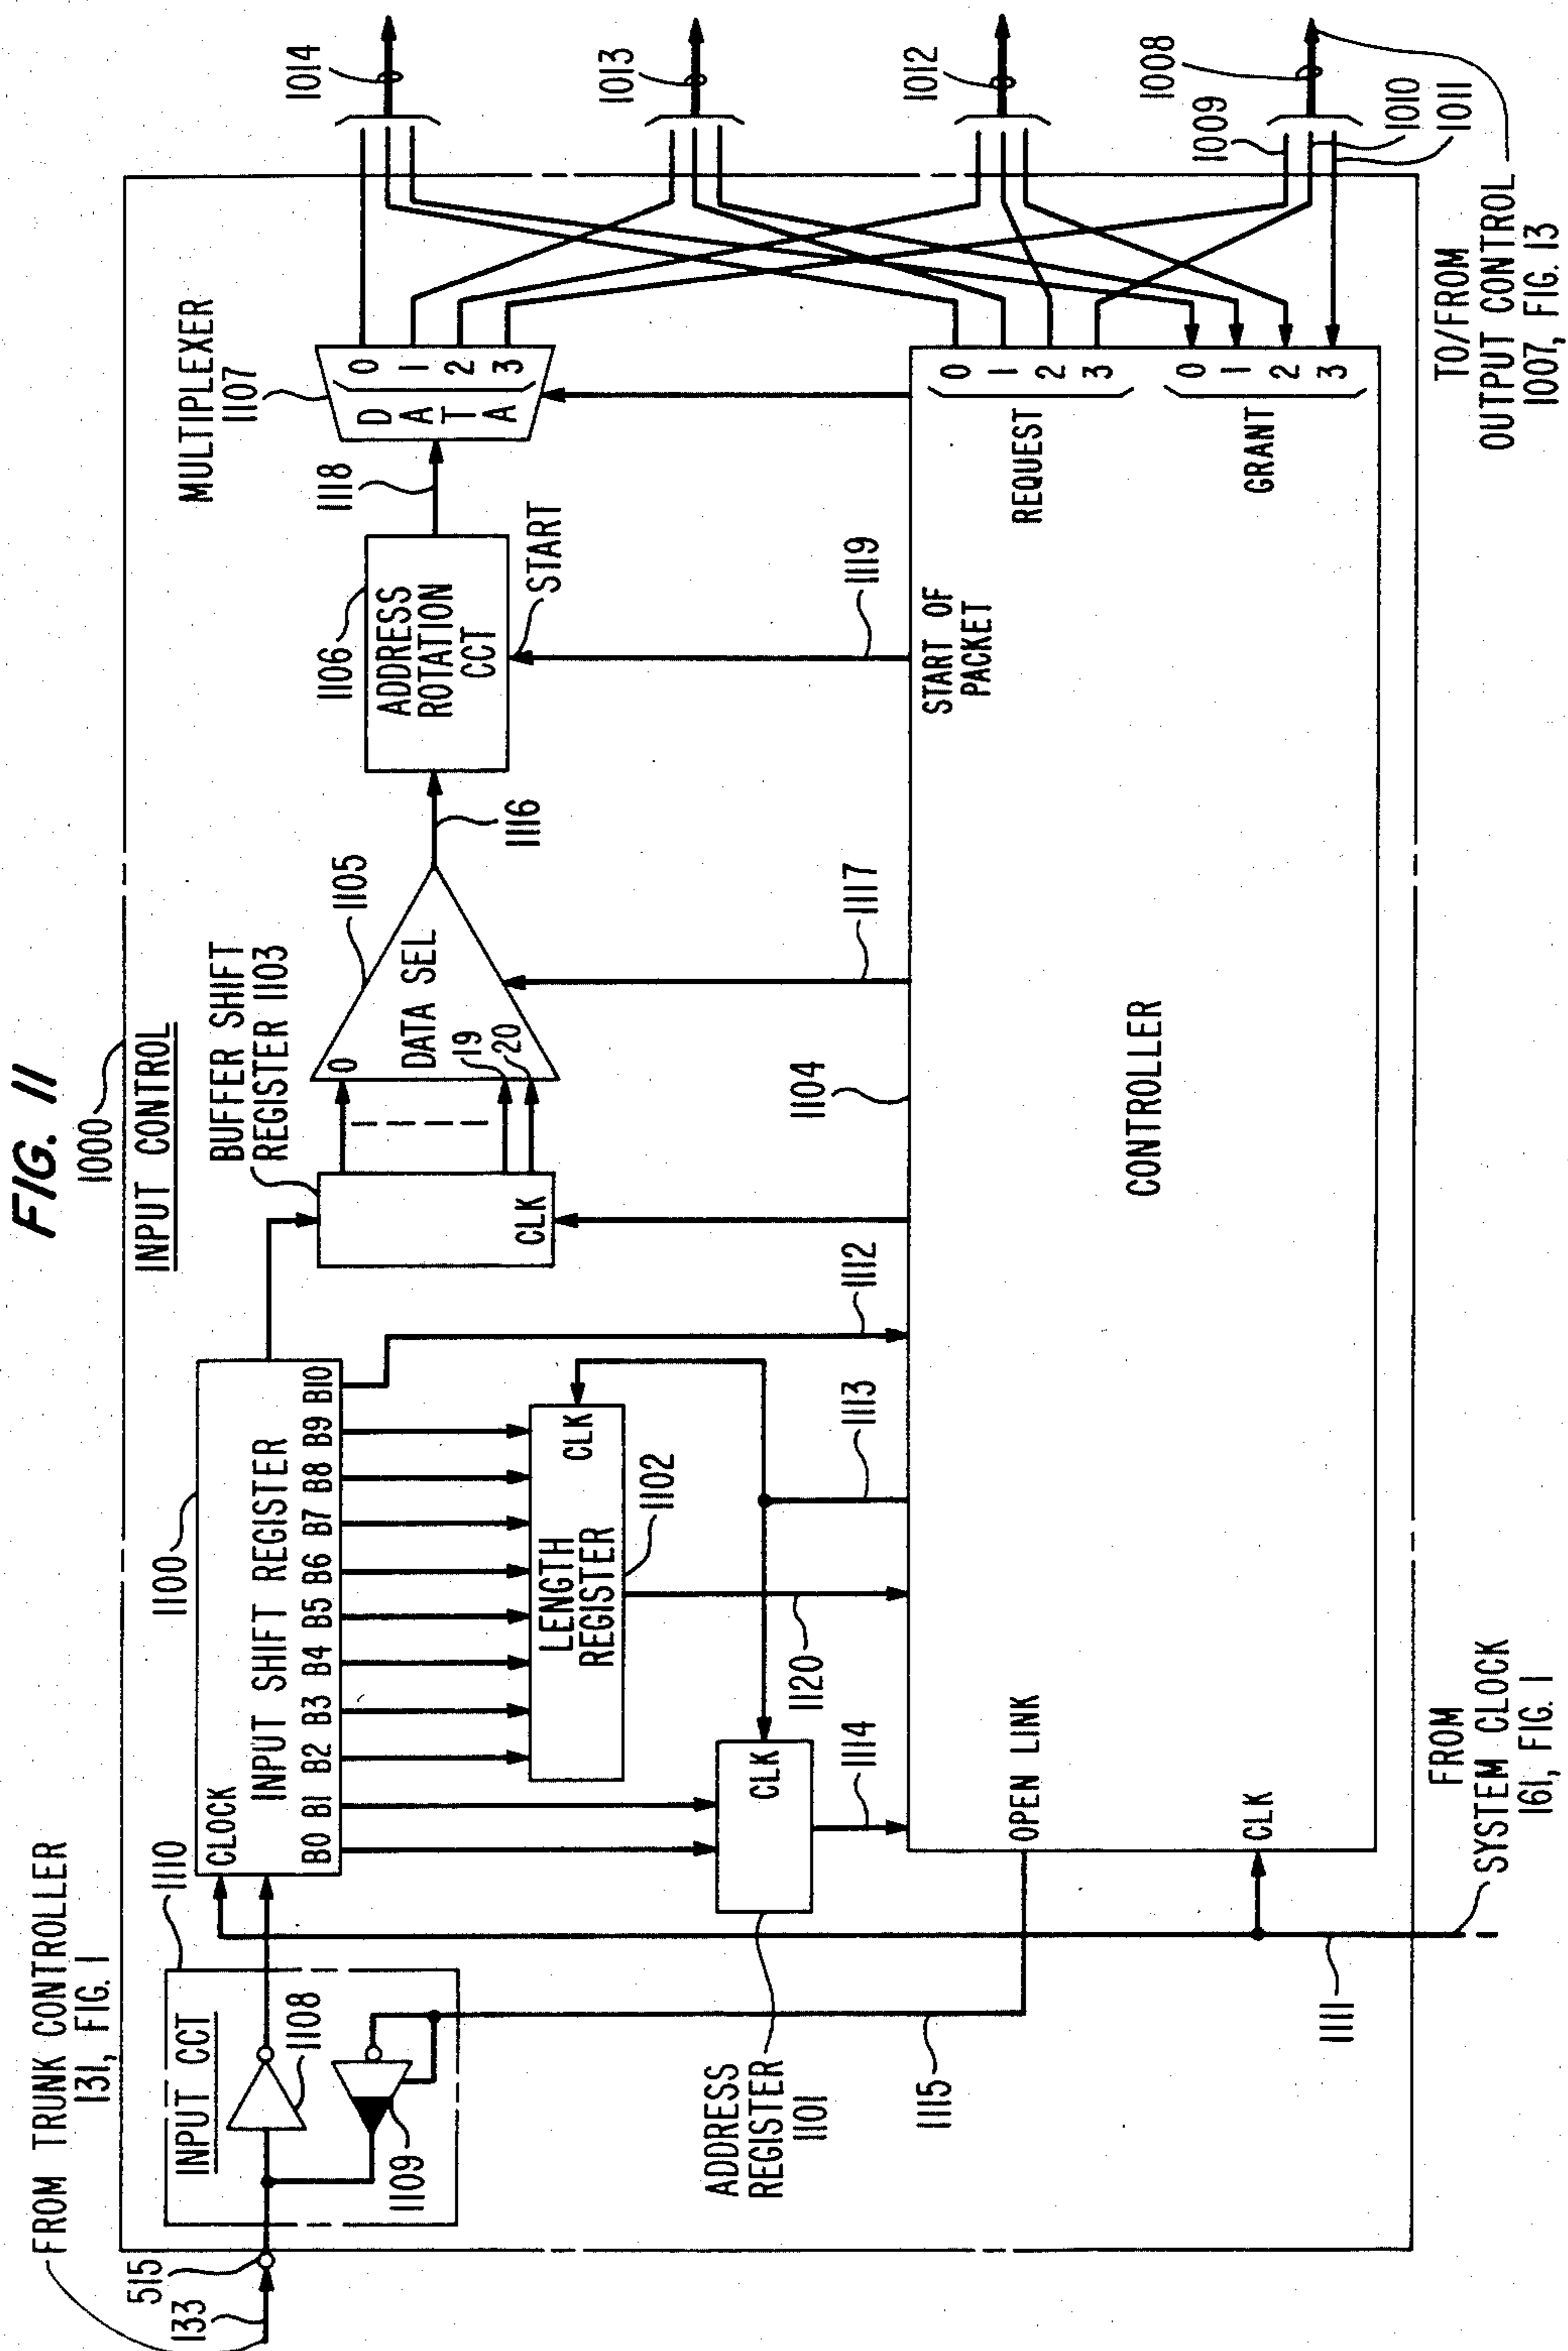 FIG. 11
1000
INPUT CONTROL
FROM TRUNK CONTROLLER
131, FIG. 1
515
133
INPUT CCT
1110
1108
1109
1100
CLOCK
INPUT SHIFT REGISTER
B0 B1 B2 B3 B4 B5 B6 B7 B8 B9 B10
LENGTH
REGISTER
CLK
1102
CLK
ADDRESS
REGISTER
1101
1115
1114
1120
1113
1112
BUFFER SHIFT
REGISTER 1103
CLK
0
DATA SEL
19
20
1105
1116
1117
1106
ADDRESS
ROTATION
CCT
START
1118
1119
MULTIPLEXER
1107
DATA
0
1
2
3
1104
CONTROLLER
OPEN LINK
CLK
START OF
PACKET
REQUEST
0
1
2
3
GRANT
0
1
2
3
1014
1013
1012
1008
1009
1010
1011
1111
FROM
SYSTEM CLOCK
161, FIG. 1
TO/FROM
OUTPUT CONTROL
1007, FIG. 13